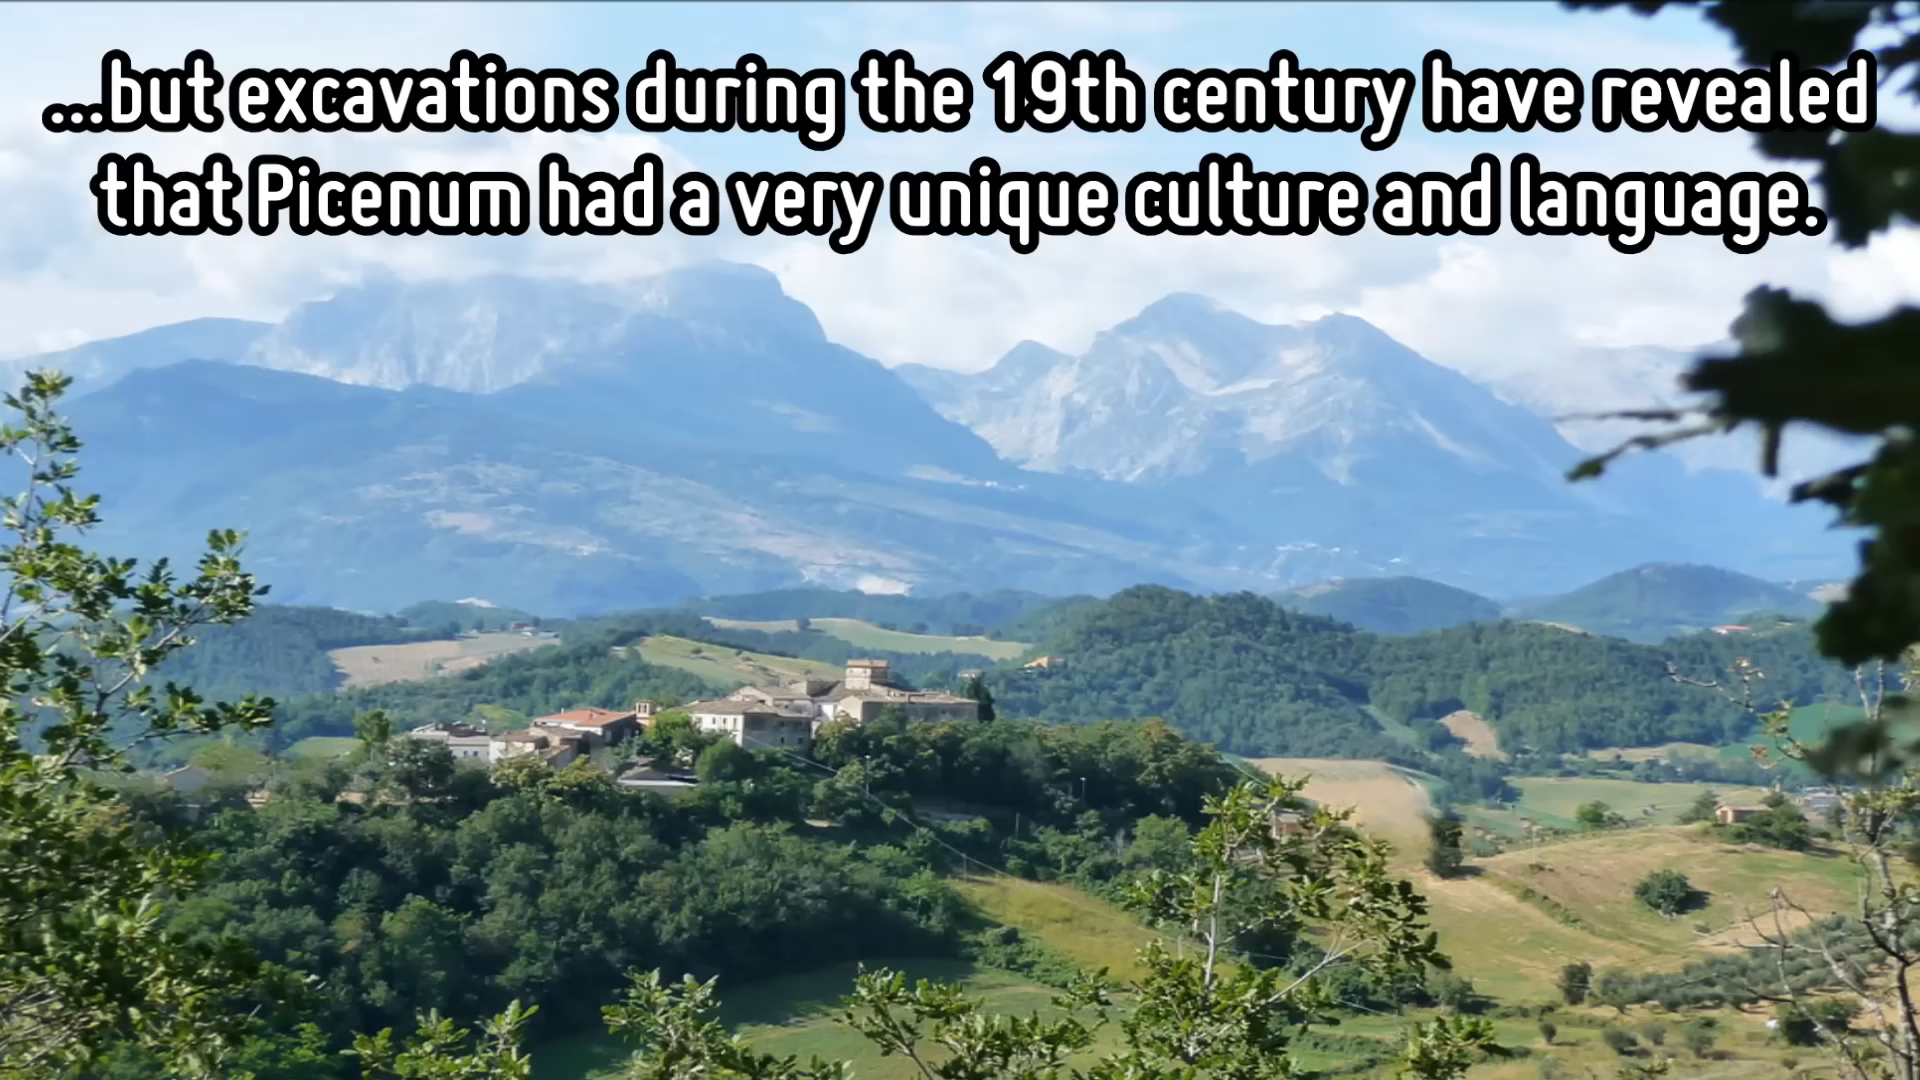 ...but excavations during the 19th century have revealed
that Picenum had a very unique culture and language.